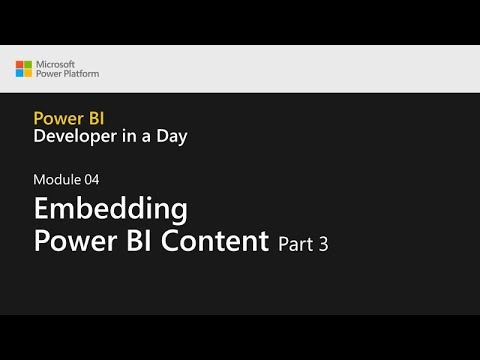 Microsoft
Power Platform
Power BI
Developer in a Day
Module 04
Embedding
Power BI Content Part 3